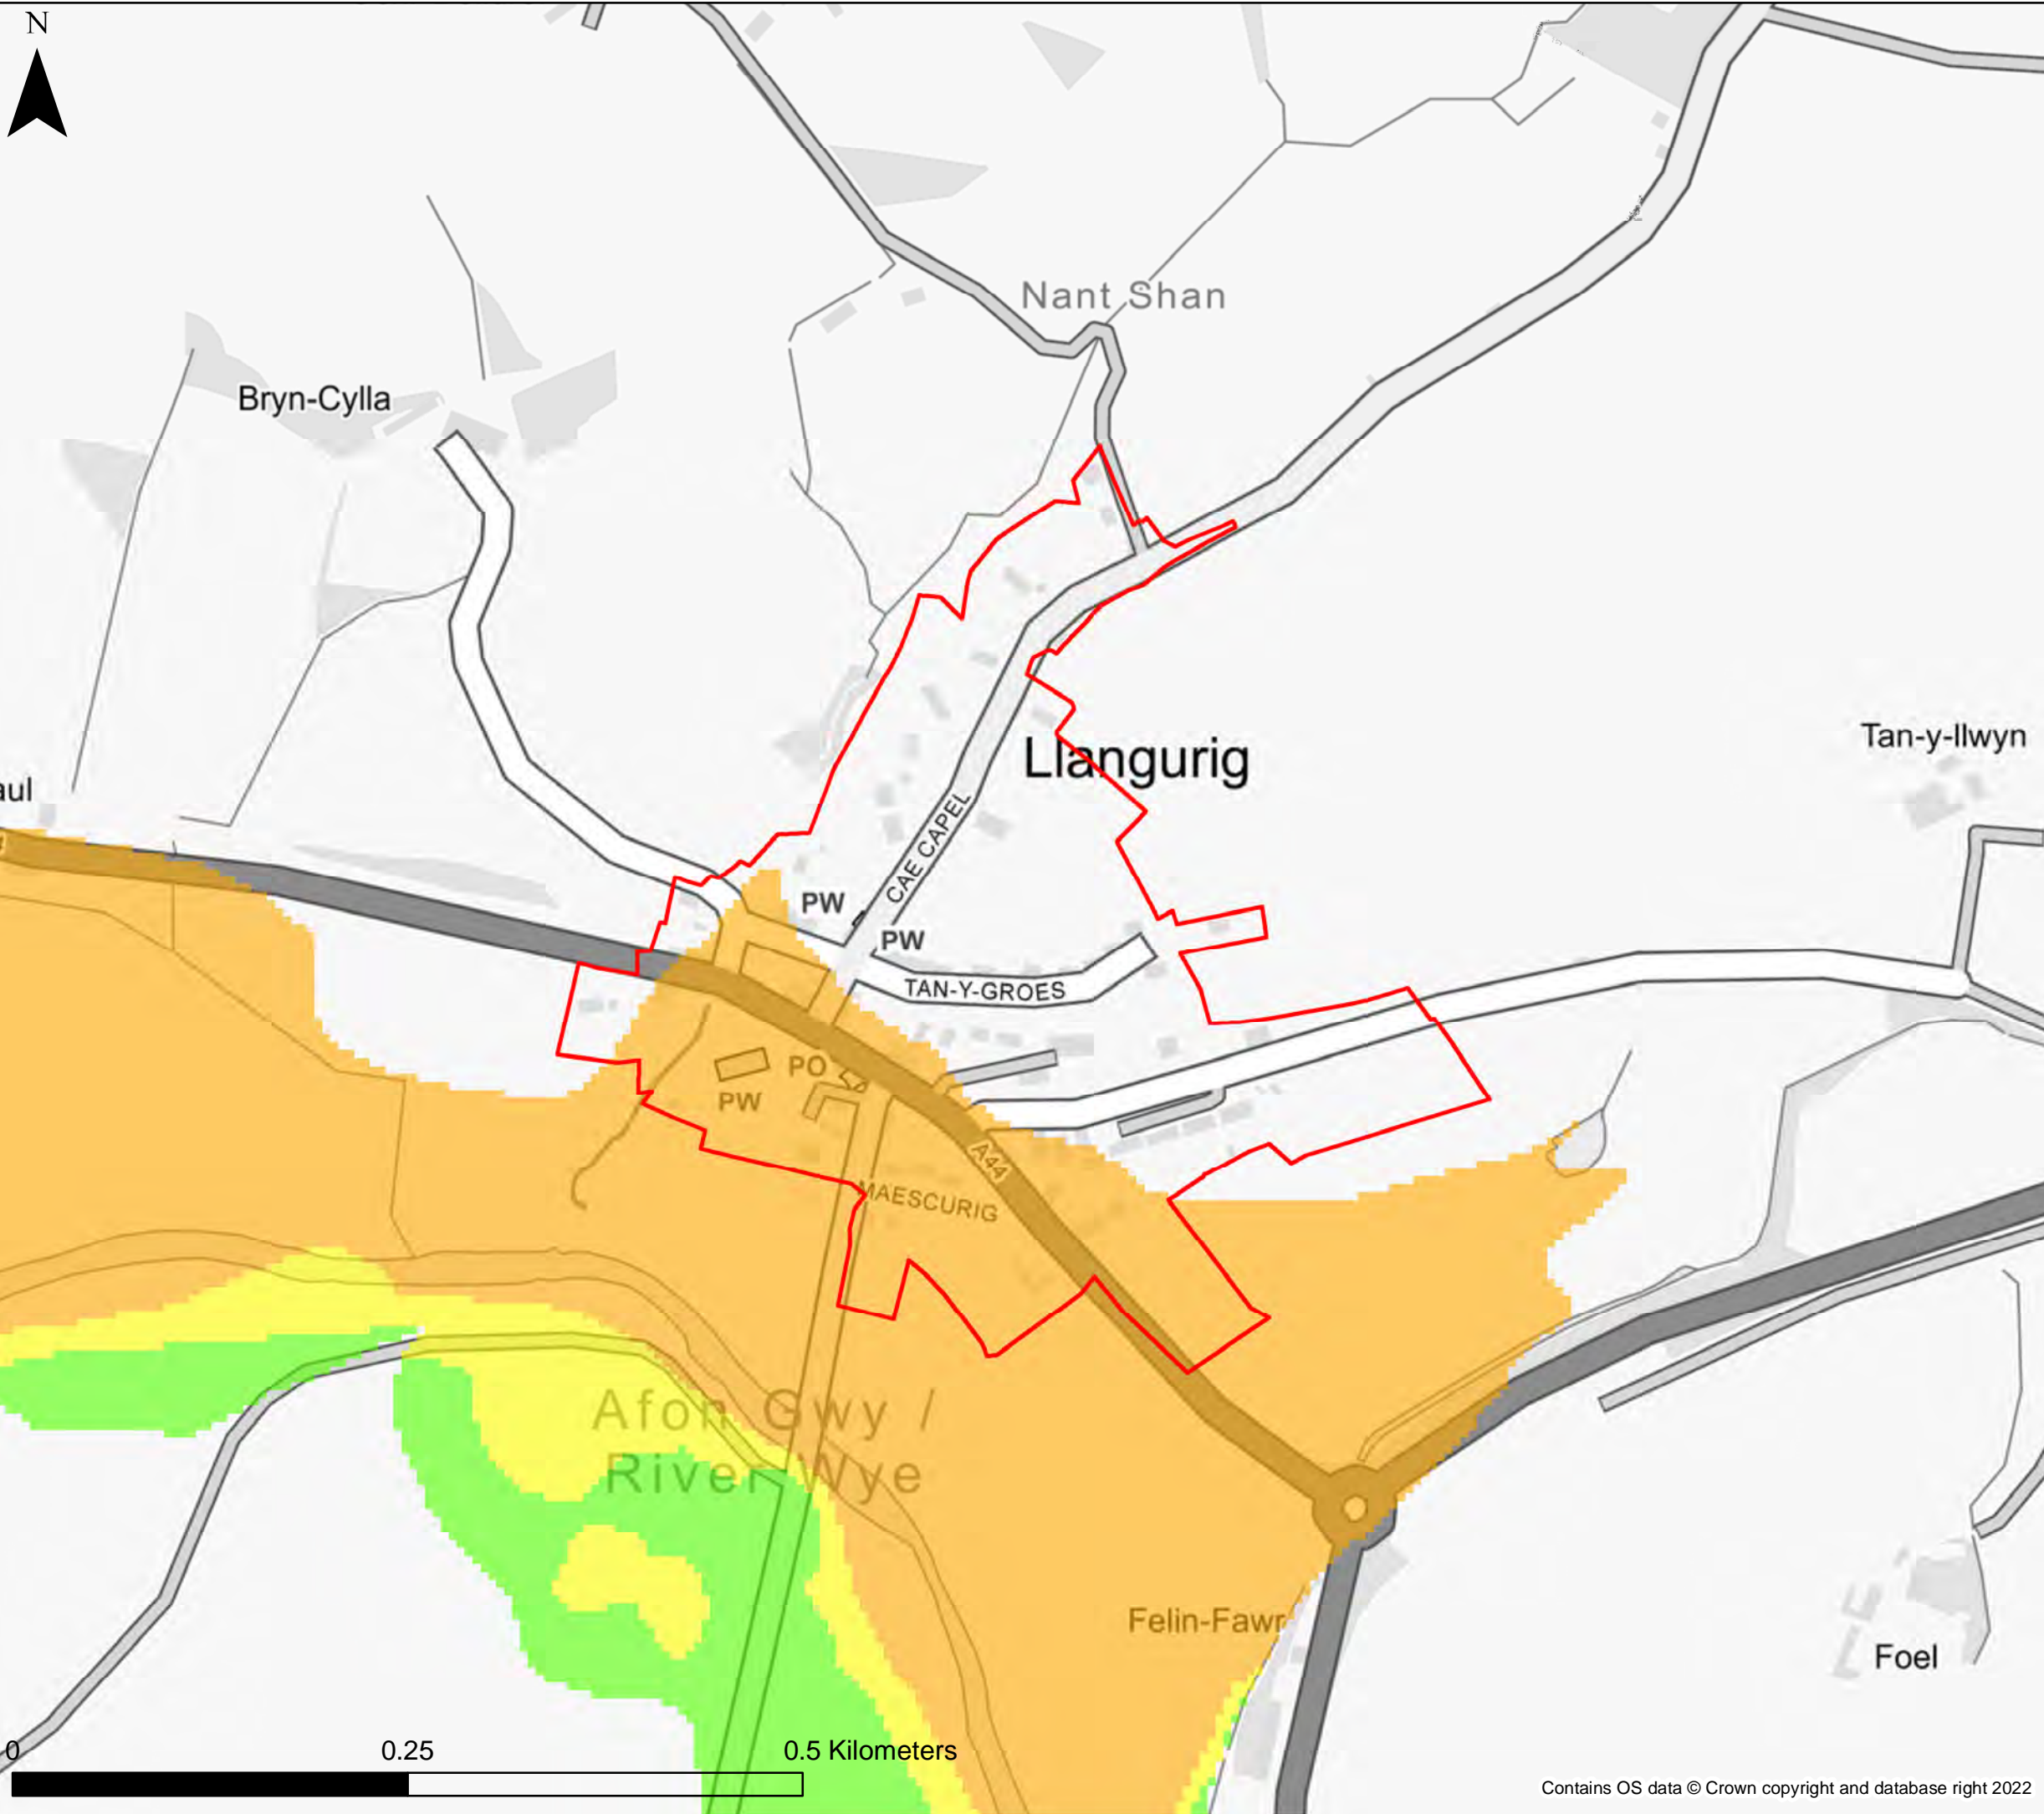 N
Nant Shan
Bryn-Cylla
Llangurig
Tan-y-llwyn
aul
CAE CAPEL
PW
PW
TAN-Y-GROES
PO
PW
A44
MAESCURIG
Afon Gwy /
River Wye
Felin-Fawr
Foel
0
0.25
0.5 Kilometers
Contains OS data © Crown copyright and database right 2022